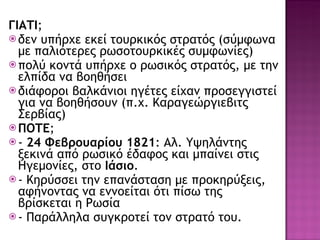 ΓΙΑΤΙ;
δεν υπήρχε εκεί τουρκικός στρατός (σύμφωνα
με παλιότερες ρωσοτουρκικές συμφωνίες)
πολύ κοντά υπήρχε ο ρωσικός στρατός, με την
ελπίδα να βοηθήσει
διάφοροι βαλκάνιοι ηγέτες είχαν προσεγγιστεί
για να βοηθήσουν (π.χ. Καραγεώργιεβιτς
Σερβίας)
ΠΟΤΕ;
- 24 Φεβρουαρίου 1821: Αλ. Υψηλάντης
ξεκινά από ρωσικό έδαφος και μπαίνει στις
Ηγεμονίες, στο Ιάσιο.
- Κηρύσσει την επανάσταση με προκηρύξεις,
αφήνοντας να εννοείται ότι πίσω της
βρίσκεται η Ρωσία
- Παράλληλα συγκροτεί τον στρατό του.